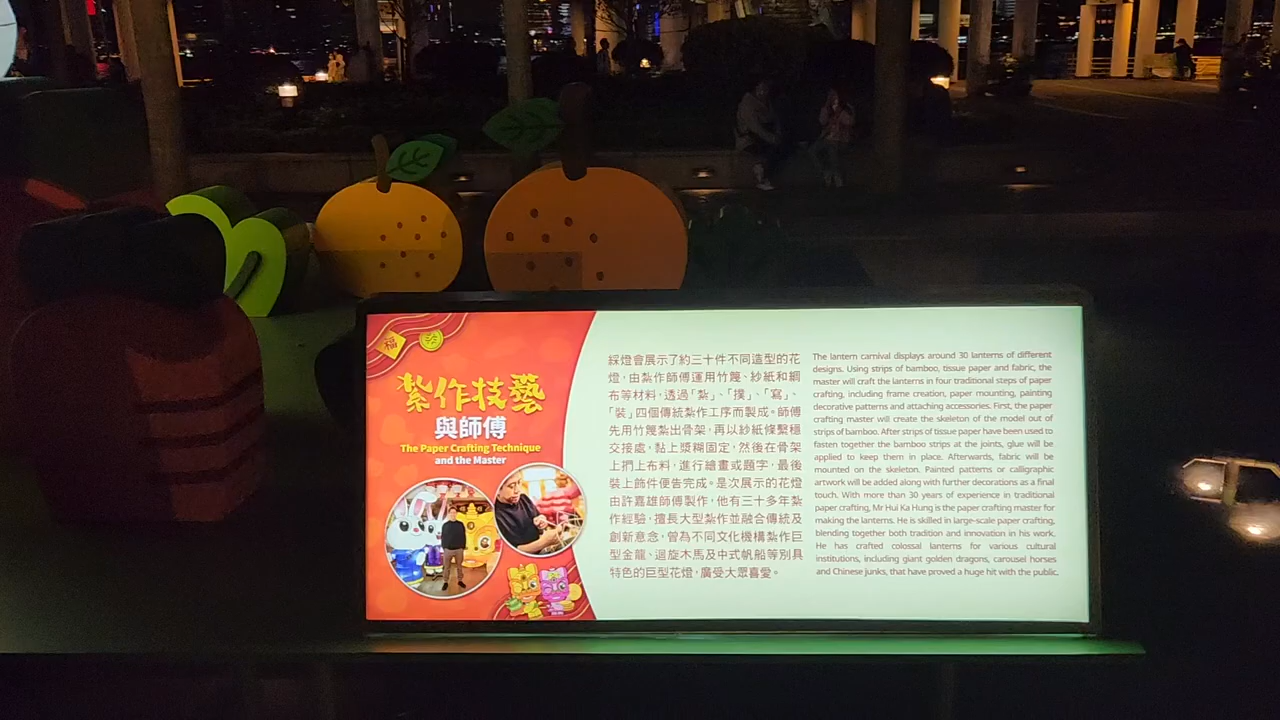 福
紮作技藝
與師傅
The Paper Crafting Technique
and the Master
綵燈會展示了約三十件不同造型的花
燈，由紮作師傅運用竹篾、紗紙和綢
布等材料，透過「紮」、「撲」、「寫」、
「裝」四個傳統紮作工序而製成。師傅
先用竹篾紮出骨架，再以紗紙條繫穩
交接處，黏上漿糊固定，然後在骨架
上捫上布料，進行繪畫或題字，最後
裝上飾件便告完成。是次展示的花燈
由許嘉雄師傅製作，他有三十多年紮
作經驗，擅長大型紮作並融合傳統及
創新意念，曾為不同文化機構紮作巨
型金龍、迴旋木馬及中式帆船等別具
特色的巨型花燈，廣受大眾喜愛。
The lantern carnival displays around 30 lanterns of different
designs. Using strips of bamboo, tissue paper and fabric, the
master will craft the lanterns in four traditional steps of paper
crafting, including frame creation, paper mounting, painting
decorative patterns and attaching accessories. First, the paper
crafting master will create the skeleton of the model out of
strips of bamboo. After strips of tissue paper have been used to
fasten together the bamboo strips at the joints, glue will be
applied to keep them in place. Afterwards, fabric will be
mounted on the skeleton. Painted patterns or calligraphic
artwork will be added along with further decorations as a final
touch. With more than 30 years of experience in traditional
paper crafting, Mr Hui Ka Hung is the paper crafting master for
making the lanterns. He is skilled in large-scale paper crafting,
blending together both tradition and innovation in his work.
He has crafted colossal lanterns for various cultural
institutions, including giant golden dragons, carousel horses
and Chinese junks, that have proved a huge hit with the public.